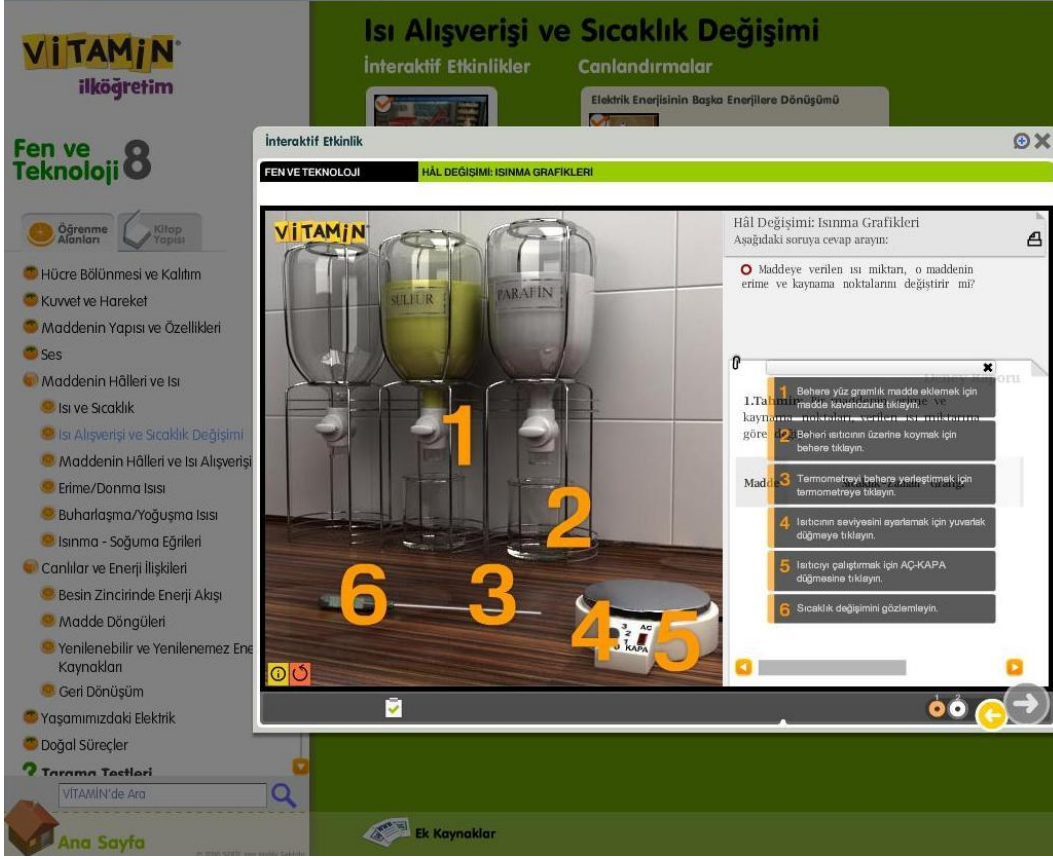 VİTAMİN
ilköğretim
Fen ve
Teknoloji 8
Öğrenme
Alanları
Kitap
Yapısı
Hücre Bölünmesi ve Kalıtım
Kuvvet ve Hareket
Maddenin Yapısı ve Özellikleri
Ses
Maddenin Hâlleri ve Isı
Isı ve Sıcaklık
Isı Alışverişi ve Sıcaklık Değişimi
Maddenin Hâlleri ve Isı Alışverişi
Erime/Donma Isısı
Buharlaşma/Yoğuşma Isısı
Isınma - Soğuma Eğrileri
Canlılar ve Enerji İlişkileri
Besin Zincirinde Enerji Akışı
Madde Döngüleri
Yenilenebilir ve Yenilenemez Ene
Kaynakları
Geri Dönüşüm
Yaşamımızdaki Elektrik
Doğal Süreçler
? Tarama Testleri
VİTAMİN'de Ara
Ana Sayfa
Isı Alışverişi ve Sıcaklık Değişimi
İnteraktif Etkinlikler
Canlandırmalar
Elektrik Enerjisinin Başka Enerjilere Dönüşümü
İnteraktif Etkinlik
FEN VE TEKNOLOJİ
HÂL DEĞİŞİMİ: ISINMA GRAFİKLERİ
VİTAMİN
SÜLFÜR
PARAFİN
1
2
3
4
5
6
3 AÇ
2
1 KAPA
Hâl Değişimi: Isınma Grafikleri
Aşağıdaki soruya cevap arayın:
Maddeye verilen ısı miktarı, o maddenin
erime ve kaynama noktalarını değiştirir mi?
1 Behere yüz gramlık madde eklemek için
madde kavanozuna tıklayın.
2 Beheri ısıtıcının üzerine koymak için
behere tıklayın.
3 Termometreyi behere yerleştirmek için
termometreye tıklayın.
4 Isıtıcının seviyesini ayarlamak için yuvarlak
düğmeye tıklayın.
5 Isıtıcıyı çalıştırmak için AÇ-KAPA
düğmesine tıklayın.
6 Sıcaklık değişimini gözlemleyin.
1 2
Ek Kaynaklar